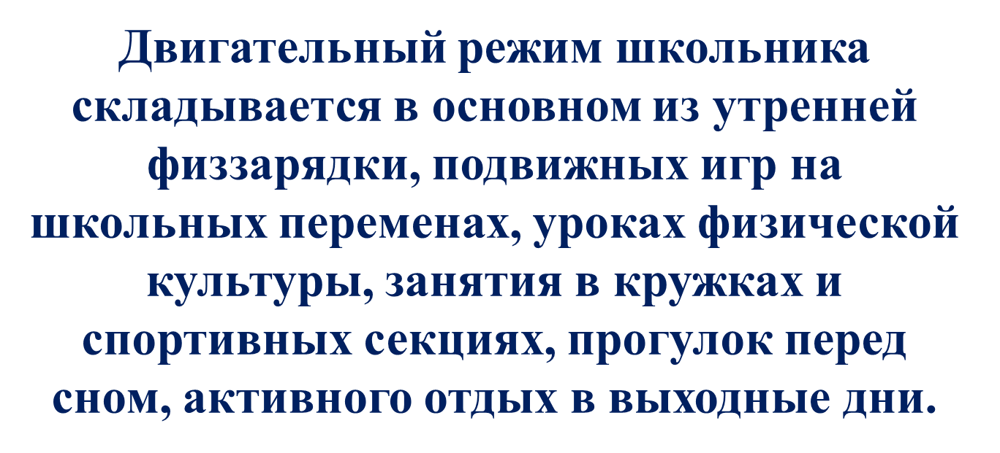 Двигательный режим школьника
складывается в основном из утренней
физзарядки, подвижных игр на
школьных переменах, уроках физической
культуры, занятия в кружках и
спортивных секциях, прогулок перед
сном, активного отдых в выходные дни.